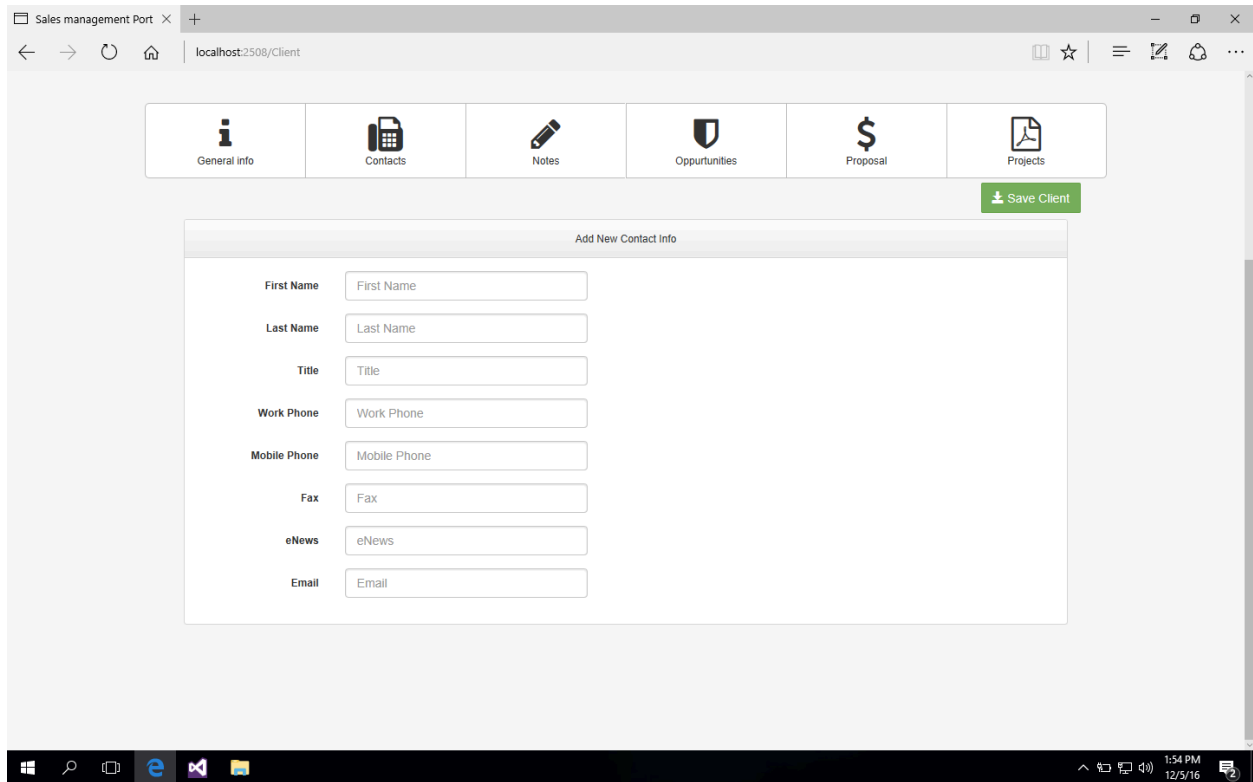 Sales management Port
localhost:2508/Client
General info Contacts Notes Oppurtunities Proposal Projects
Save Client
Add New Contact Info
First Name First Name
Last Name Last Name
Title Title
Work Phone Work Phone
Mobile Phone Mobile Phone
Fax Fax
eNews eNews
Email Email
1:54 PM
12/5/16
2